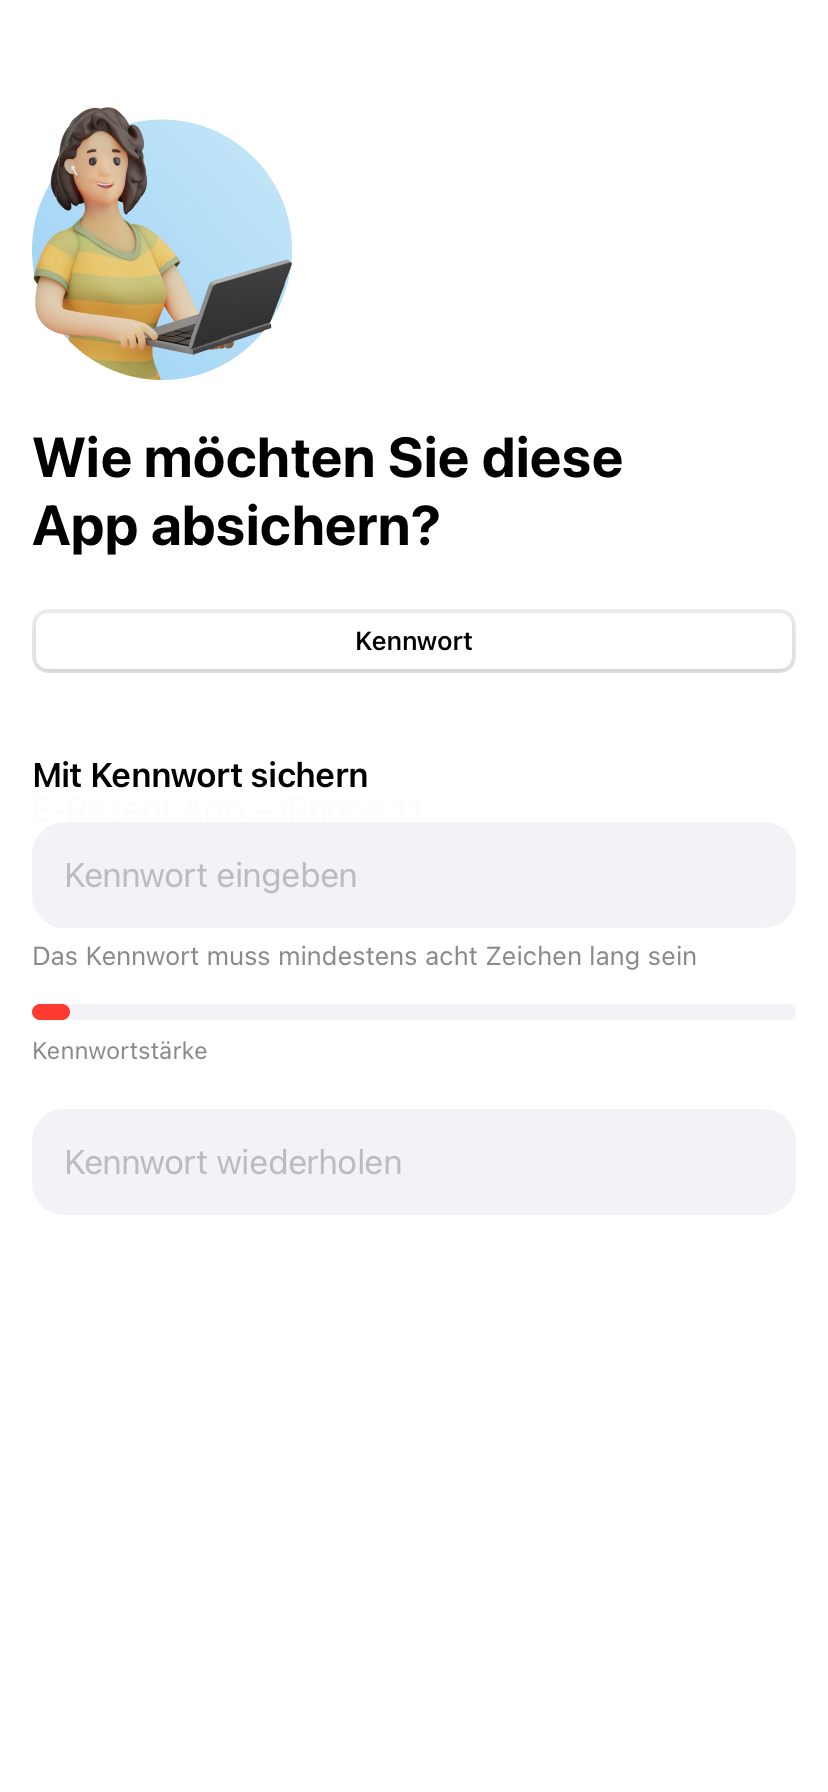 Wie möchten Sie diese
App absichern?
Kennwort
Mit Kennwort sichern
E-Rezept App – iPhone 11
Kennwort eingeben
Das Kennwort muss mindestens acht Zeichen lang sein
Kennwortstärke
Kennwort wiederholen